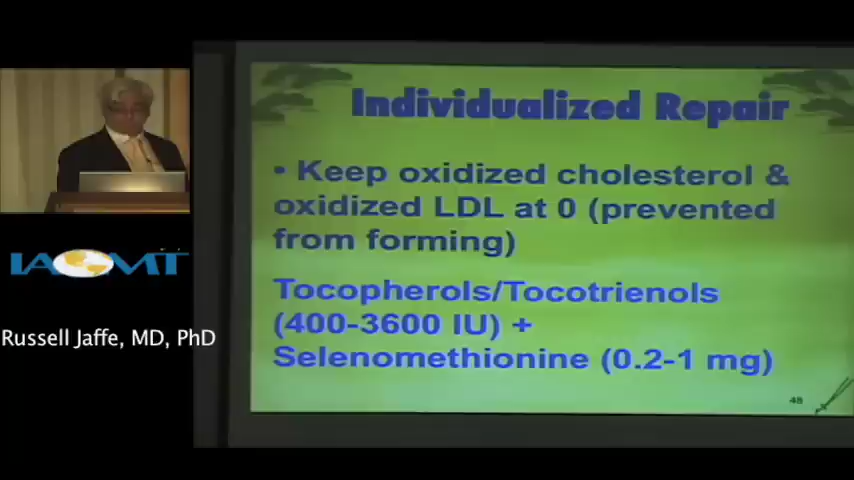 Individualized Repair
• Keep oxidized cholesterol &
oxidized LDL at 0 (prevented
from forming)
Tocopherols/Tocotrienols
(400-3600 IU) +
Selenomethionine (0.2-1 mg)
48
IAOMT
Russell Jaffe, MD, PhD